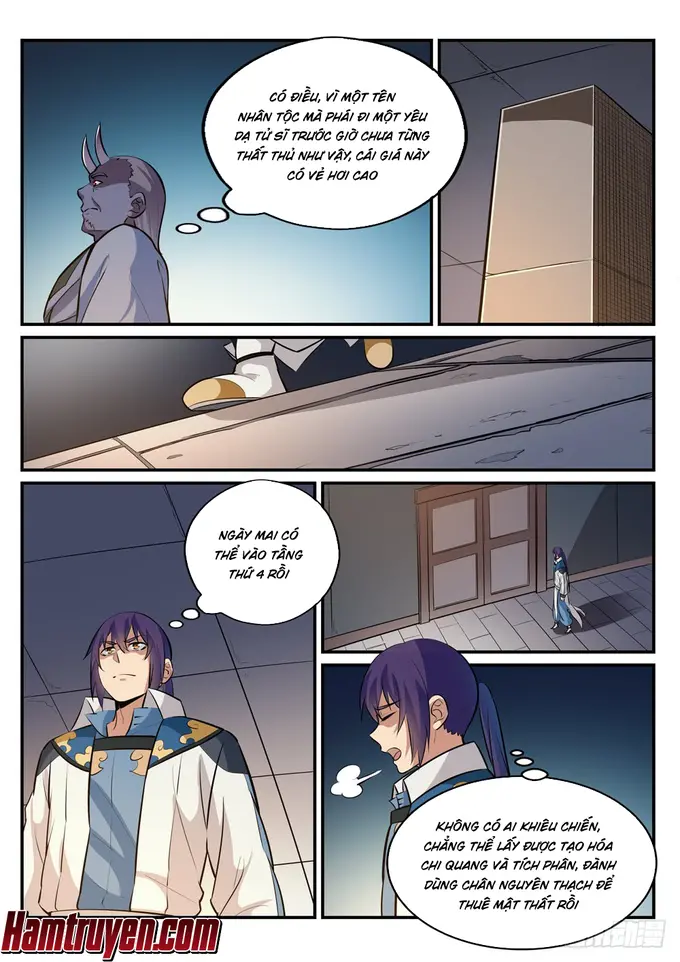 CÓ ĐIỀU, VÌ MỘT TÊN
NHÂN TỘC MÀ PHÁI ĐI MỘT YÊU
DẠ TỬ SĨ TRƯỚC GIỜ CHƯA TỪNG
THẤT THỦ NHƯ VẬY, CÁI GIÁ NÀY
CÓ VẺ HƠI CAO
NGÀY MAI CÓ
THỂ VÀO TẦNG
THỨ 4 RỒI
KHÔNG CÓ AI KHIÊU CHIẾN,
CHẲNG THỂ LẤY ĐƯỢC TẠO HÓA
CHI QUANG VÀ TÍCH PHÂN, ĐÀNH
DÙNG CHÂN NGUYÊN THẠCH ĐỂ
THUÊ MẬT THẤT RỒI
Hamtruyen.com